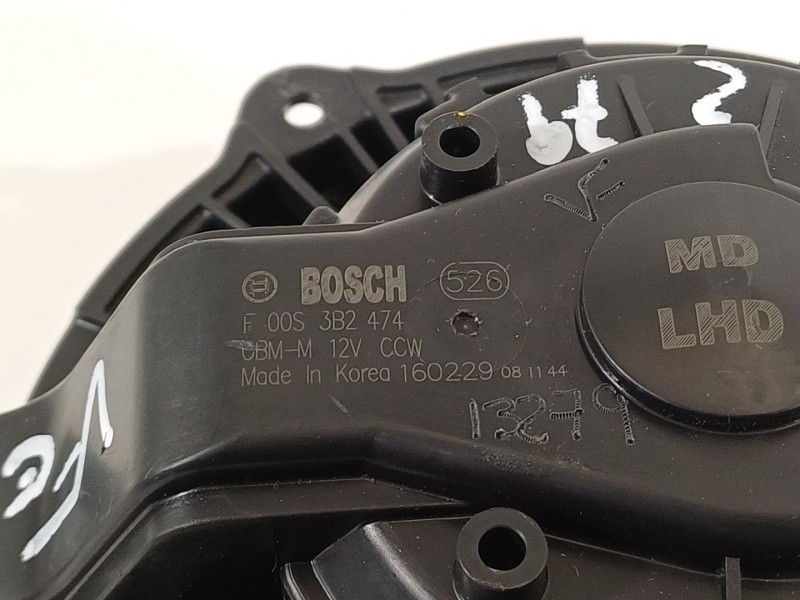 BOSCH 526
F 00S 3B2 474
CBM-M 12V CCW
Made In Korea 160229 08 11 44
13279
MD
LHD